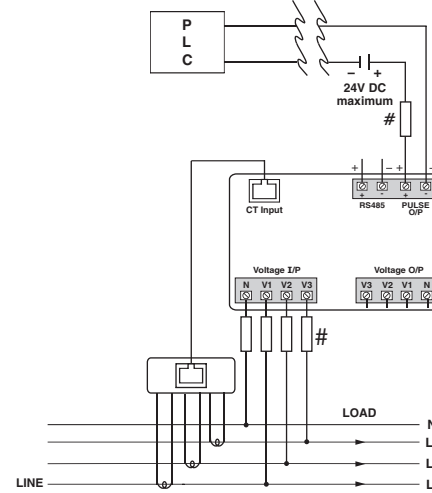 P
L
C
– +
24V DC
maximum
#
+ – + –
+ - + -
RS485 PULSE
O/P
CT Input
Voltage I/P
N V1 V2 V3
Voltage O/P
V3 V2 V1 N
#
LOAD
N
L
L
LINE L